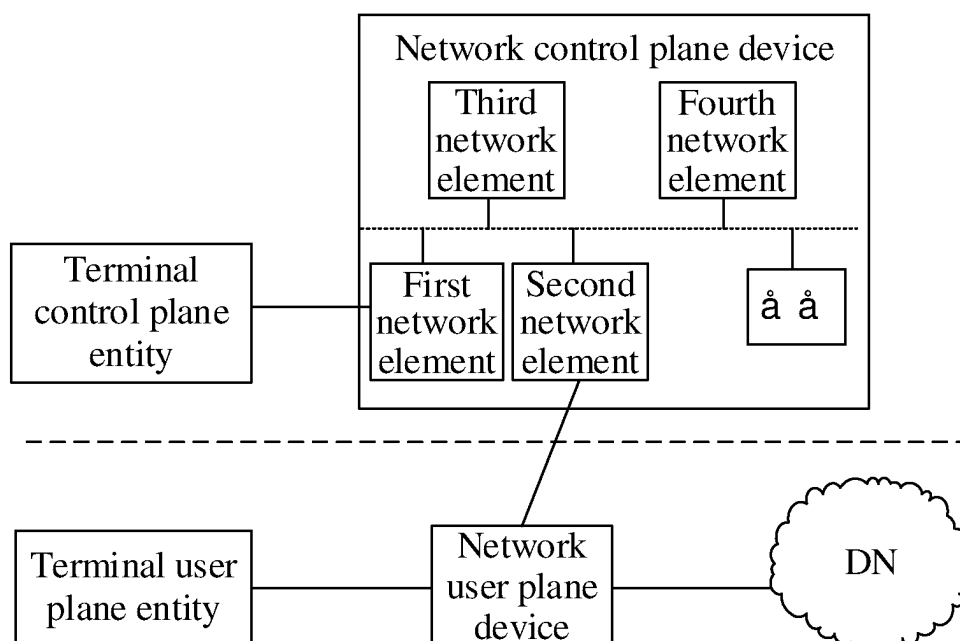 Network control plane device
Third
network
element
Fourth
network
element
Terminal
control plane
entity
First
network
element
Second
network
element
å å
Terminal user
plane entity
Network
user plane
device
DN